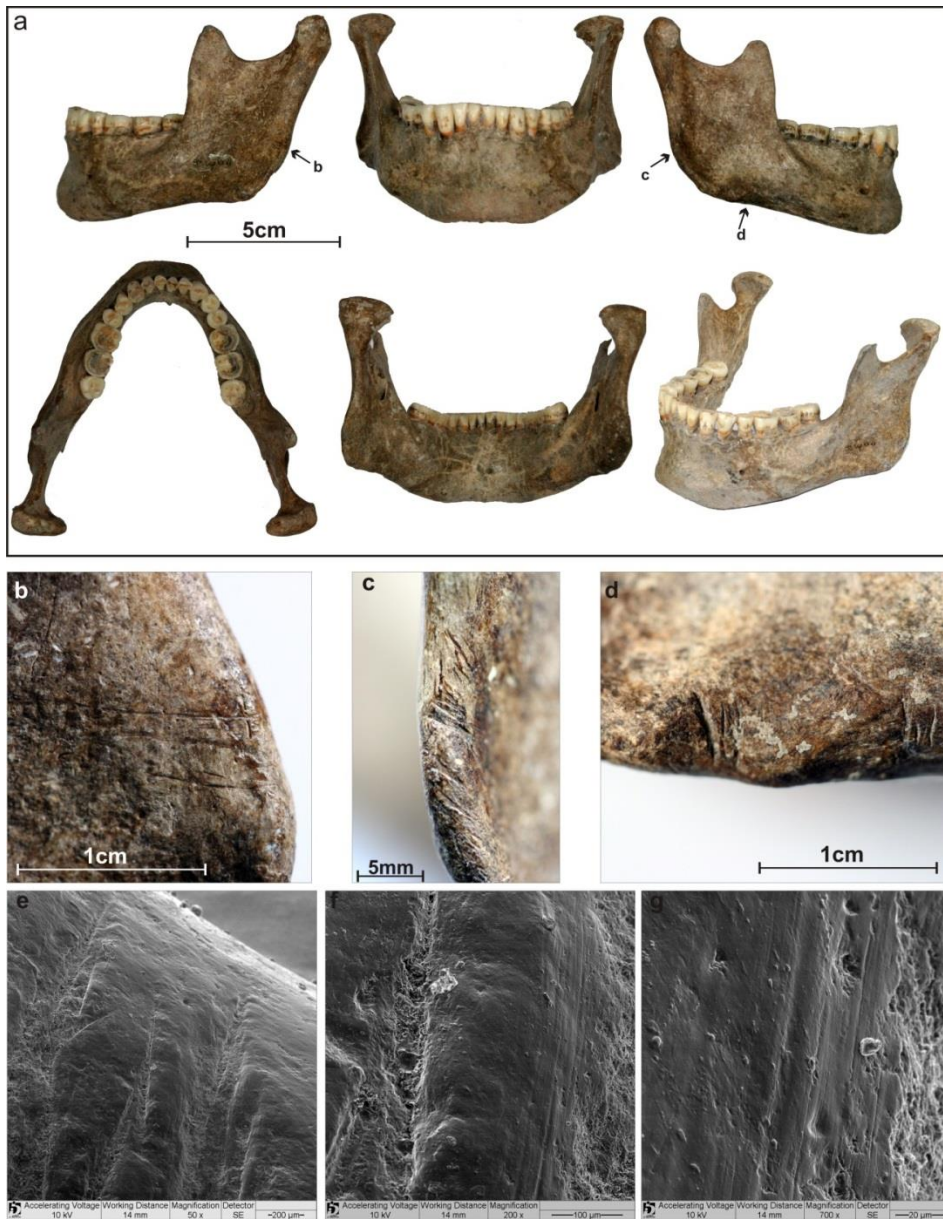 a
b
c
d
5cm
b
1cm
c
5mm
d
1cm
e
f
g
Accelerating Voltage Working Distance Magnification Detector
10 kV 14 mm 50 x SE 200 µm
Accelerating Voltage Working Distance Magnification Detector
10 kV 14 mm 200 x SE 100 µm
Accelerating Voltage Working Distance Magnification Detector
10 kV 14 mm 700 x SE 20 µm